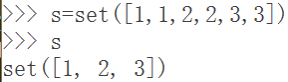 >>> s=set([1,1,2,2,3,3])
>>> s
set([1, 2, 3])